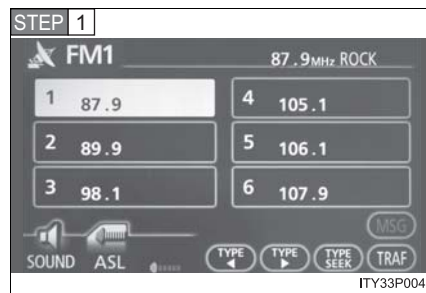 STEP 1
FM1
87.9MHz ROCK
1 87.9
4 105.1
2 89.9
5 106.1
3 98.1
6 107.9
MSG
SOUND ASL TYPE TYPE TYPE SEEK TRAF
ITY33P004